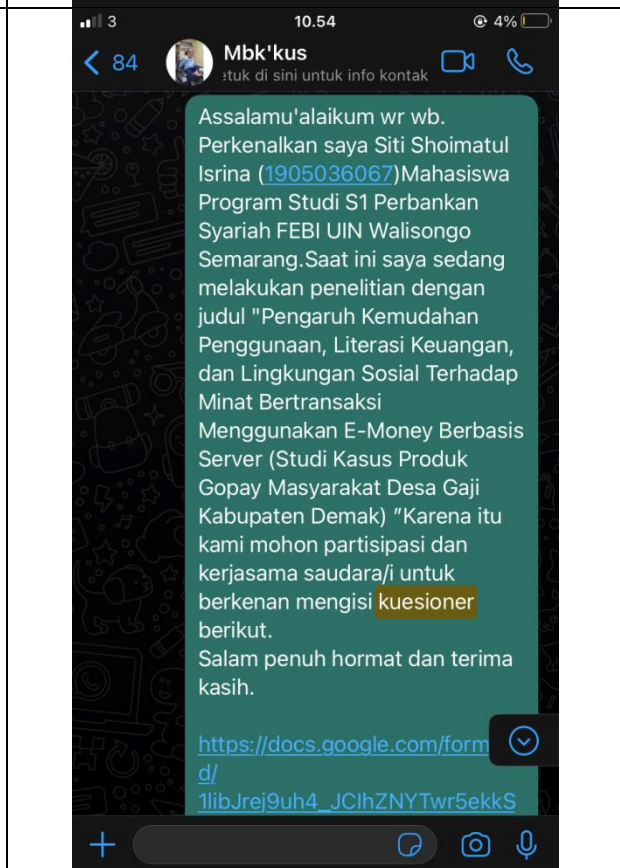 3 10.54 4%
84 Mbk'kus
etuk di sini untuk info kontak
Assalamu'alaikum wr wb.
Perkenalkan saya Siti Shoimatul
Isrina (1905036067)Mahasiswa
Program Studi S1 Perbankan
Syariah FEBI UIN Walisongo
Semarang.Saat ini saya sedang
melakukan penelitian dengan
judul "Pengaruh Kemudahan
Penggunaan, Literasi Keuangan,
dan Lingkungan Sosial Terhadap
Minat Bertransaksi
Menggunakan E-Money Berbasis
Server (Studi Kasus Produk
Gopay Masyarakat Desa Gaji
Kabupaten Demak) "Karena itu
kami mohon partisipasi dan
kerjasama saudara/i untuk
berkenan mengisi kuesioner
berikut.
Salam penuh hormat dan terima
kasih.
https://docs.google.com/form
d/
1libJrej9uh4_JClhZNYTwr5ekkS